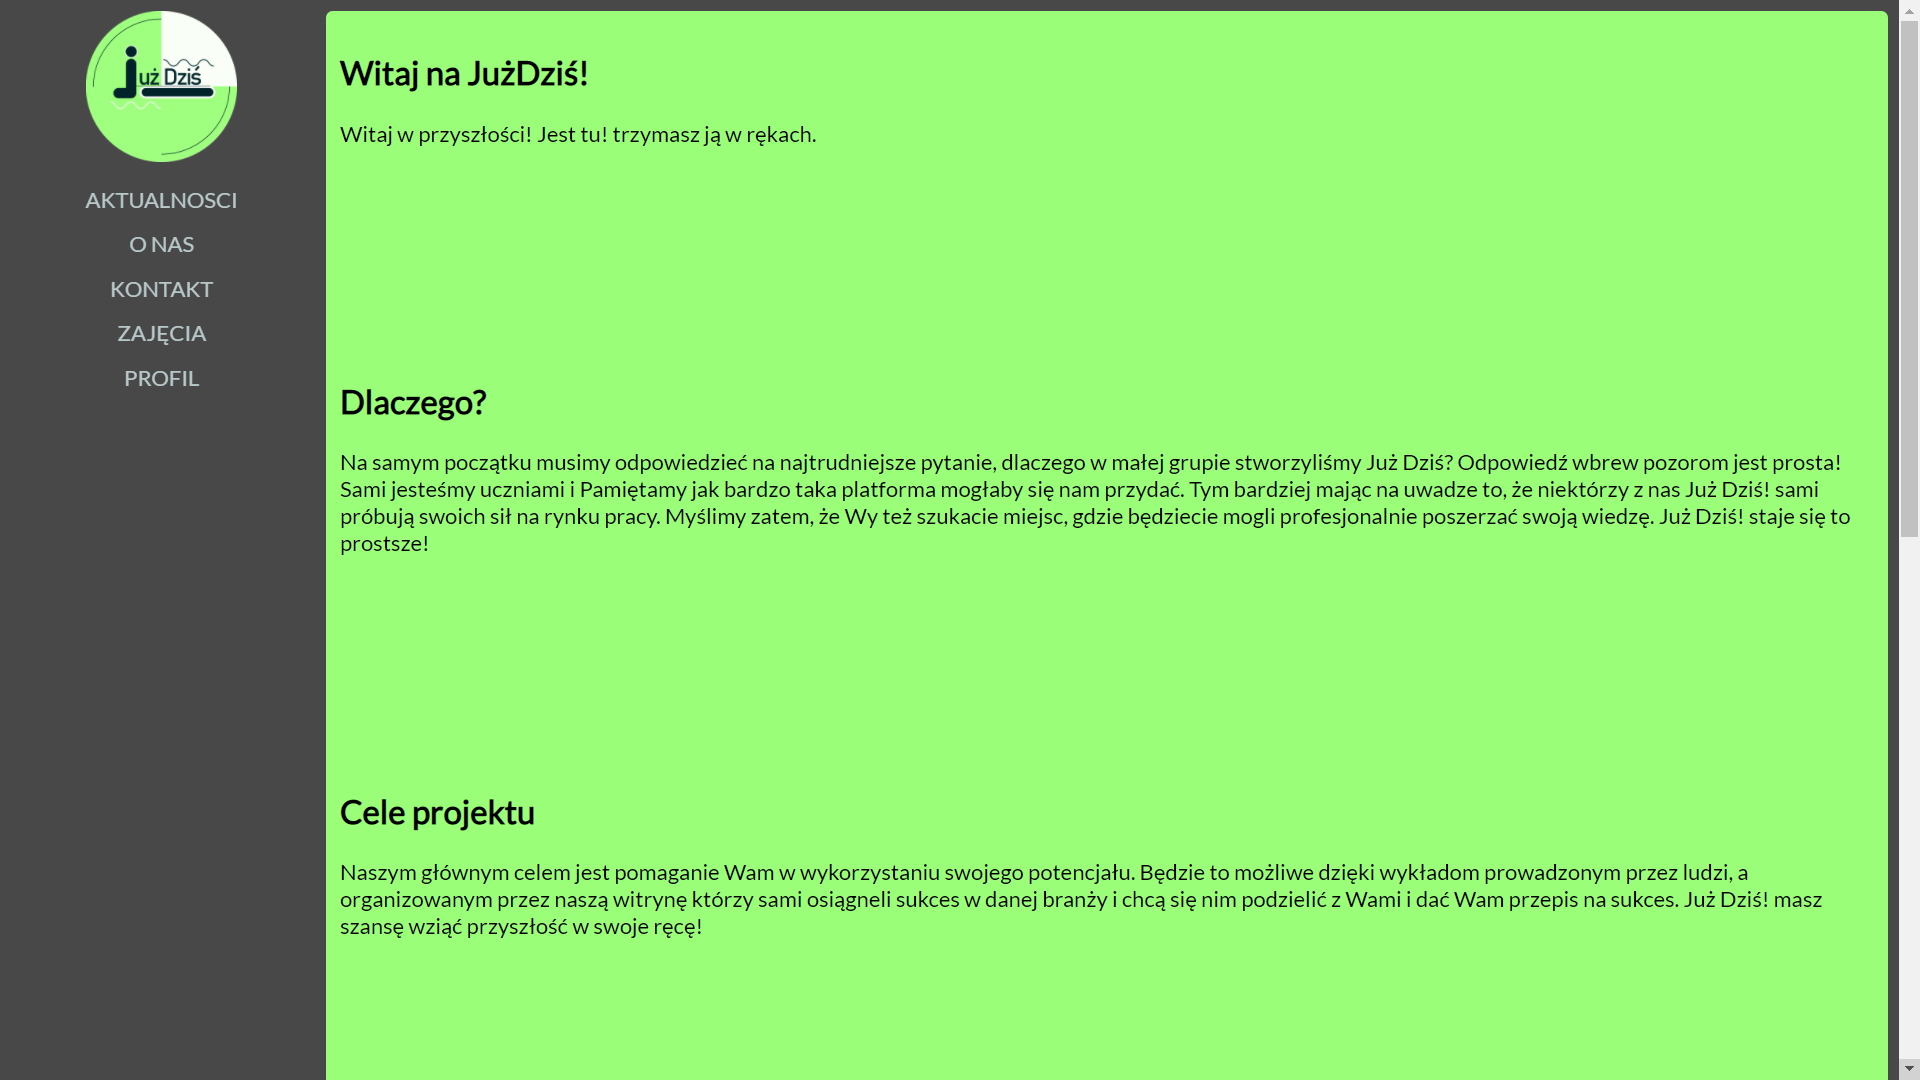 już Dziś
AKTUALNOSCI
O NAS
KONTAKT
ZAJĘCIA
PROFIL
Witaj na JużDziś!
Witaj w przyszłości! Jest tu! trzymasz ją w rękach.
Dlaczego?
Na samym początku musimy odpowiedzieć na najtrudniejsze pytanie, dlaczego w małej grupie stworzyliśmy Już Dziś? Odpowiedź wbrew pozorom jest prosta!
Sami jesteśmy uczniami i Pamiętamy jak bardzo taka platforma mogłaby się nam przydać. Tym bardziej mając na uwadze to, że niektórzy z nas Już Dziś! sami
próbują swoich sił na rynku pracy. Myślimy zatem, że Wy też szukacie miejsc, gdzie będziecie mogli profesjonalnie poszerzać swoją wiedzę. Już Dziś! staje się to
prostsze!
Cele projektu
Naszym głównym celem jest pomaganie Wam w wykorzystaniu swojego potencjału. Będzie to możliwe dzięki wykładom prowadzonym przez ludzi, a
organizowanym przez naszą witrynę którzy sami osiągneli sukces w danej branży i chcą się nim podzielić z Wami i dać Wam przepis na sukces. Już Dziś! masz
szansę wziąć przyszłość w swoje ręcę!